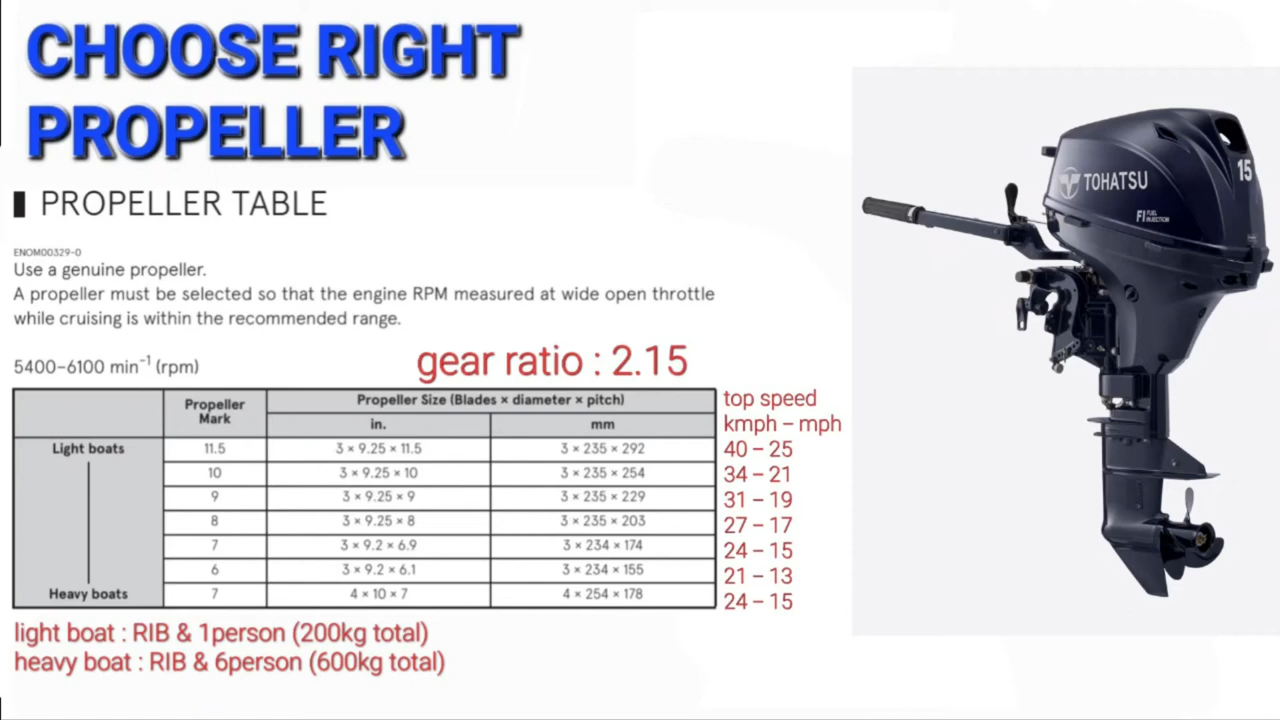 CHOOSE RIGHT
PROPELLER
PROPELLER TABLE
ENOM00329-0
Use a genuine propeller.
A propeller must be selected so that the engine RPM measured at wide open throttle
while cruising is within the recommended range.
5400–6100 min⁻¹ (rpm)
gear ratio : 2.15
Propeller Mark
Propeller Size (Blades × diameter × pitch)
top speed
in. mm
kmph – mph
Light boats 11.5 3 × 9.25 × 11.5 3 × 235 × 292 40 – 25
10 3 × 9.25 × 10 3 × 235 × 254 34 – 21
9 3 × 9.25 × 9 3 × 235 × 229 31 – 19
8 3 × 9.25 × 8 3 × 235 × 203 27 – 17
7 3 × 9.2 × 6.9 3 × 234 × 174 24 – 15
6 3 × 9.2 × 6.1 3 × 234 × 155 21 – 13
Heavy boats 7 4 × 10 × 7 4 × 254 × 178 24 – 15
light boat : RIB & 1person (200kg total)
heavy boat : RIB & 6person (600kg total)
15
TOHATSU
FI FUEL INJECTION